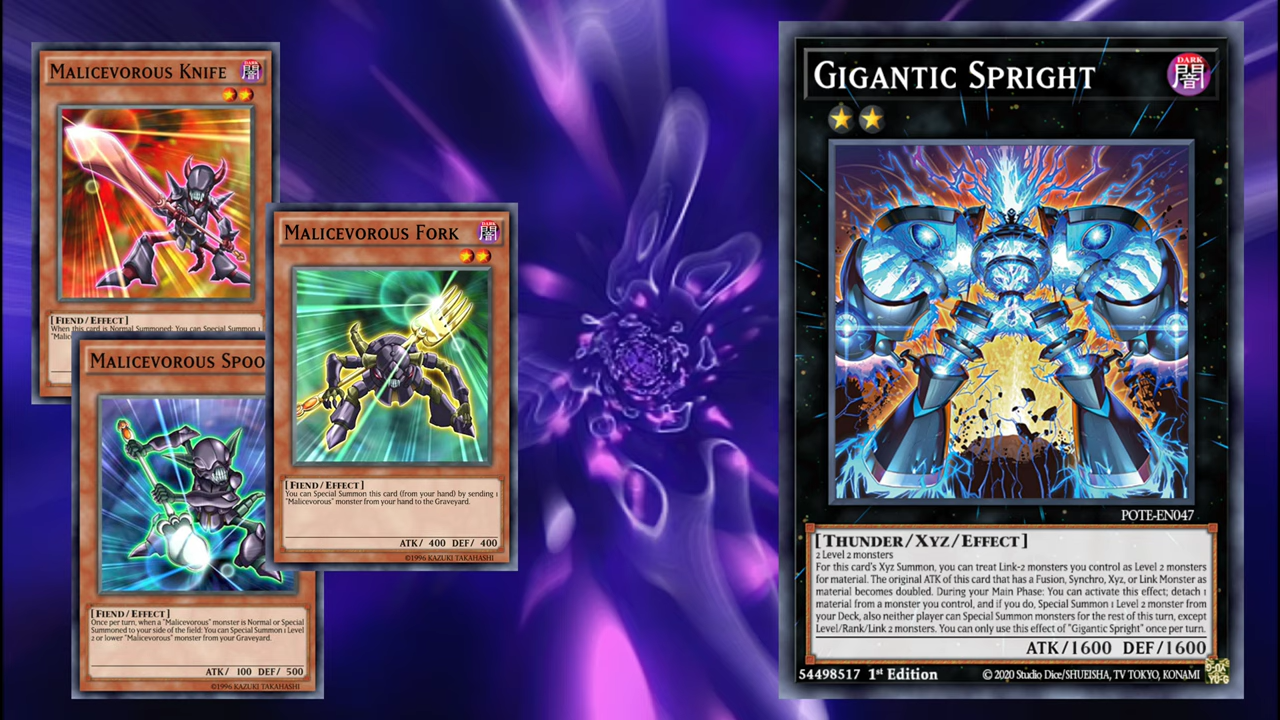 MALICEVOROUS KNIFE
闇
[FIEND/EFFECT]
When this card is Normal Summoned: You can Special Summon 1
MALICEVOROUS SPOO
[FIEND/EFFECT]
Once per turn, when a "Malicevorous" monster is Normal or Special
Summoned to your side of the field: You can Special Summon 1 Level
2 or lower "Malicevorous" monster from your Graveyard.
ATK/ 100 DEF/ 500
©1996 KAZUKI TAKAHASHI
MALICEVOROUS FORK
DARK
闇
[FIEND/EFFECT]
You can Special Summon this card (from your hand) by sending 1
"Malicevorous" monster from your hand to the Graveyard.
ATK/ 400 DEF/ 400
©1996 KAZUKI TAKAHASHI
GIGANTIC SPRIGHT
DARK
闇
POTE-EN047
[THUNDER/XYZ/EFFECT]
2 Level 2 monsters
For this card's Xyz Summon, you can treat Link-2 monsters you control as Level 2 monsters
for material. The original ATK of this card that has a Fusion, Synchro, Xyz, or Link Monster as
material becomes doubled. During your Main Phase: You can activate this effect; detach 1
material from a monster you control, and if you do, Special Summon 1 Level 2 monster from
your Deck, also neither player can Special Summon monsters for the rest of this turn, except
Level/Rank/Link 2 monsters. You can only use this effect of "Gigantic Spright" once per turn.
ATK/1600 DEF/1600
54498517 1st Edition
©2020 Studio Dice/SHUEISHA, TV TOKYO, KONAMI